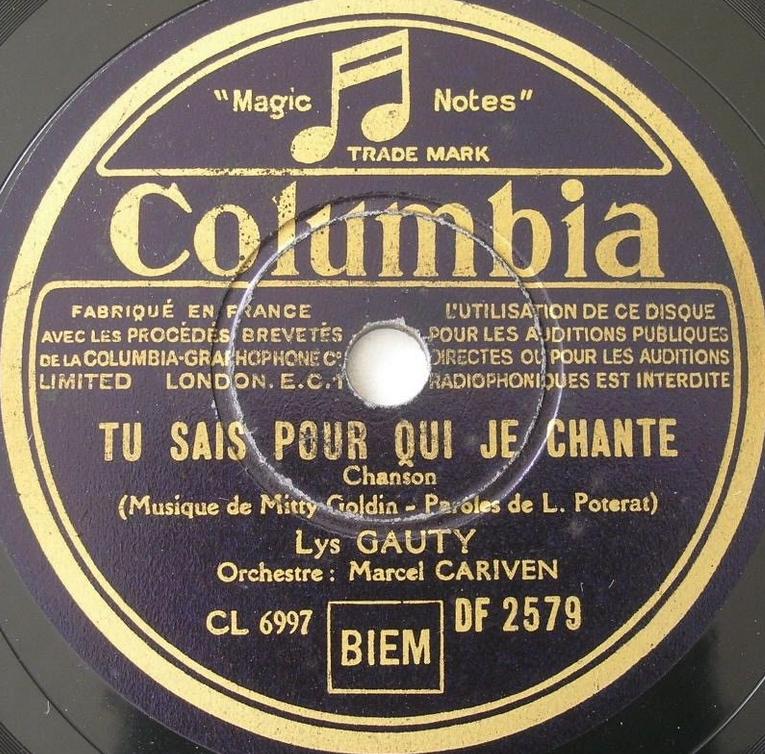 "Magic Notes"
TRADE MARK
Columbia
FABRIQUÉ EN FRANCE
AVEC LES PROCÉDÉS BREVETÉS
DE LA COLUMBIA-GRAPHOPHONE Cº
LIMITED LONDON. E.C.1
L'UTILISATION DE CE DISQUE
POUR LES AUDITIONS PUBLIQUES
DIRECTES OU POUR LES AUDITIONS
RADIOPHONIQUES EST INTERDITE
TU SAIS POUR QUI JE CHANTE
Chanson
(Musique de Mitty Goldin - Paroles de L. Poterat)
Lys GAUTY
Orchestre : Marcel CARIVEN
CL 6997 BIEM DF 2579